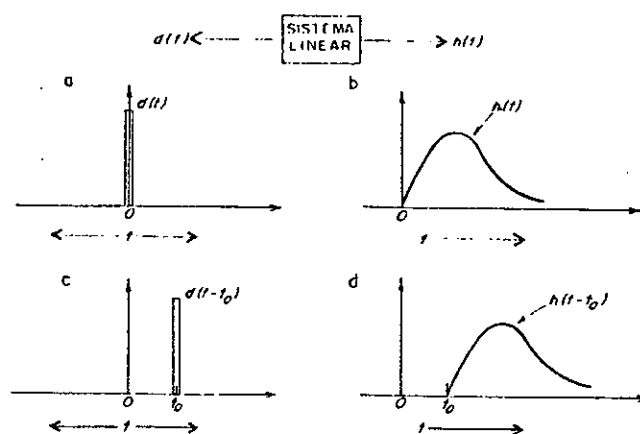 d(t) SISTEMA LINEAR h(t)
a
d(t)
0
t
b
h(t)
0
t
c
d(t-t₀)
0 t₀
t
d
h(t-t₀)
0 t₀
t